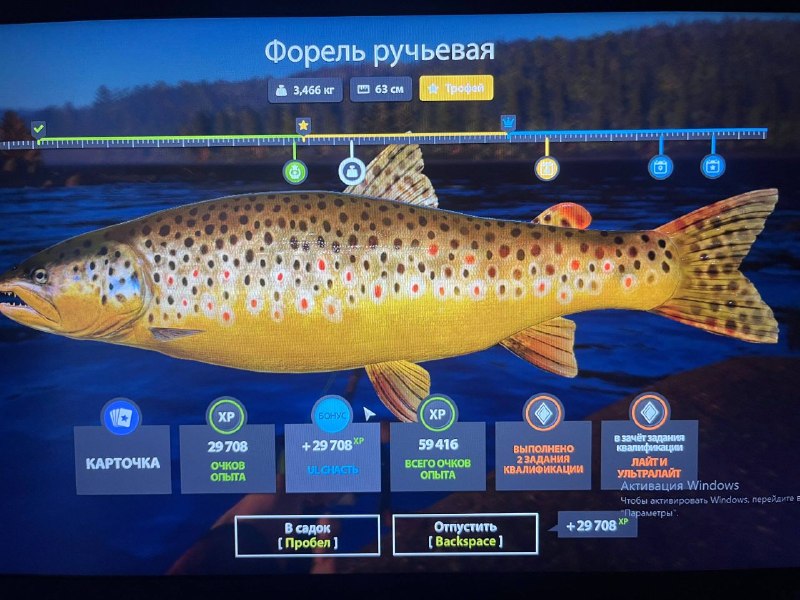 Форель ручьевая
3,466 кг
63 см
Трофей
КАРТОЧКА
XP
29 708
ОЧКОВ
ОПЫТА
БОНУС
+ 29 708 XP
UL СНАСТЬ
XP
59 416
ВСЕГО ОЧКОВ
ОПЫТА
ВЫПОЛНЕНО
2 ЗАДАНИЯ
КВАЛИФИКАЦИИ
В ЗАЧЁТ ЗАДАНИЯ
КВАЛИФИКАЦИИ
ЛАЙТ И
УЛЬТРАЛАЙТ
Активация Windows
Чтобы активировать Windows, перейдите в
"Параметры".
В садок
[ Пробел ]
Отпустить
[ Backspace ]
+ 29 708 XP